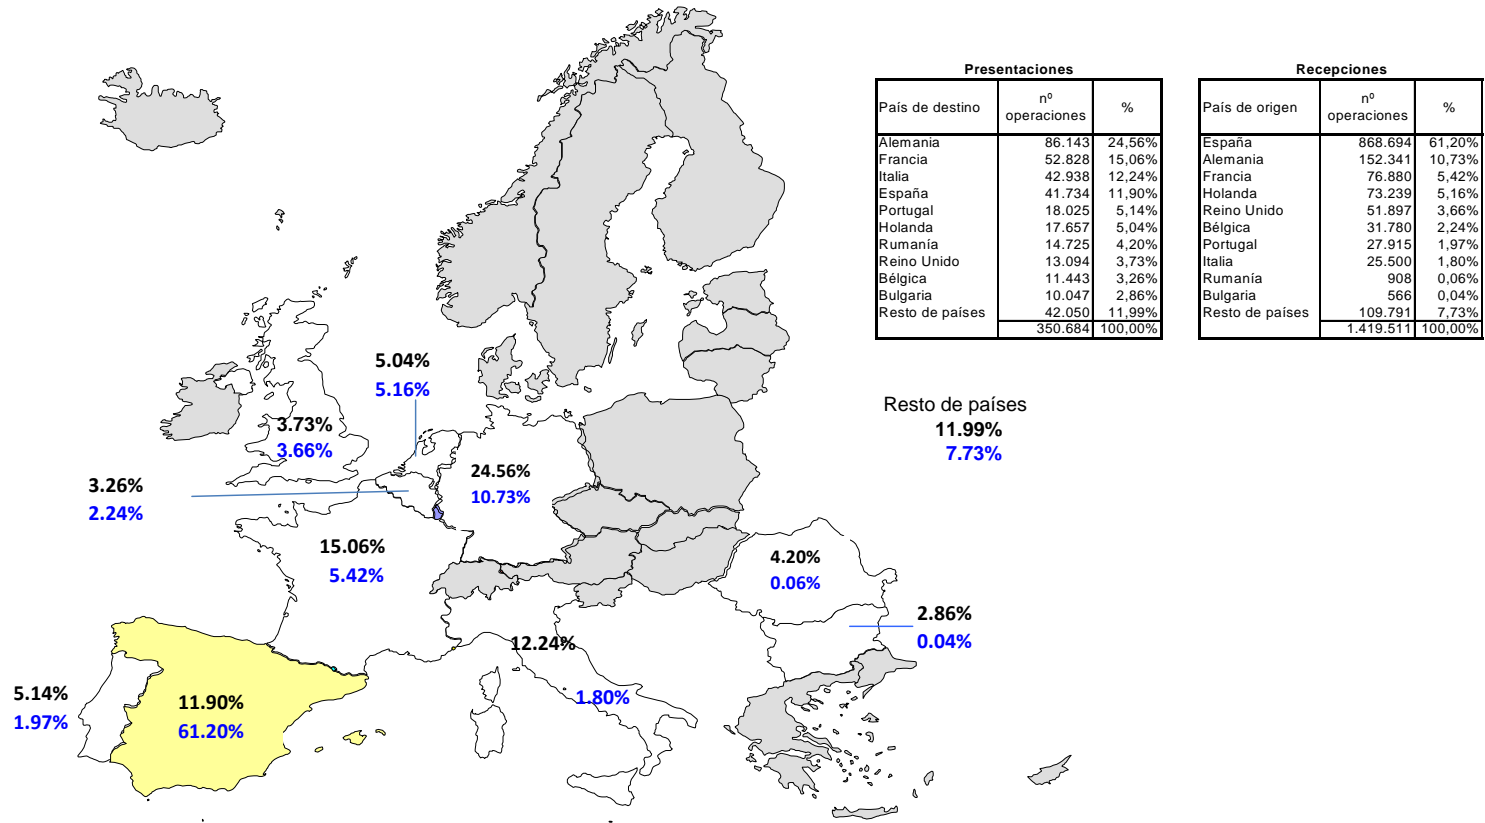 Presentaciones
País de destino nº operaciones %
Alemania 86.143 24,56%
Francia 52.828 15,06%
Italia 42.938 12,24%
España 41.734 11,90%
Portugal 18.025 5,14%
Holanda 17.657 5,04%
Rumanía 14.725 4,20%
Reino Unido 13.094 3,73%
Bélgica 11.443 3,26%
Bulgaria 10.047 2,86%
Resto de países 42.050 11,99%
350.684 100,00%
Recepciones
País de origen nº operaciones %
España 868.694 61,20%
Alemania 152.341 10,73%
Francia 76.880 5,42%
Holanda 73.239 5,16%
Reino Unido 51.897 3,66%
Bélgica 31.780 2,24%
Portugal 27.915 1,97%
Italia 25.500 1,80%
Rumanía 908 0,06%
Bulgaria 566 0,04%
Resto de países 109.791 7,73%
1.419.511 100,00%
5.04%
5.16%
Resto de países
11.99%
7.73%
3.73%
3.66%
24.56%
10.73%
3.26%
2.24%
15.06%
5.42%
4.20%
0.06%
2.86%
0.04%
12.24%
1.80%
5.14%
1.97%
11.90%
61.20%